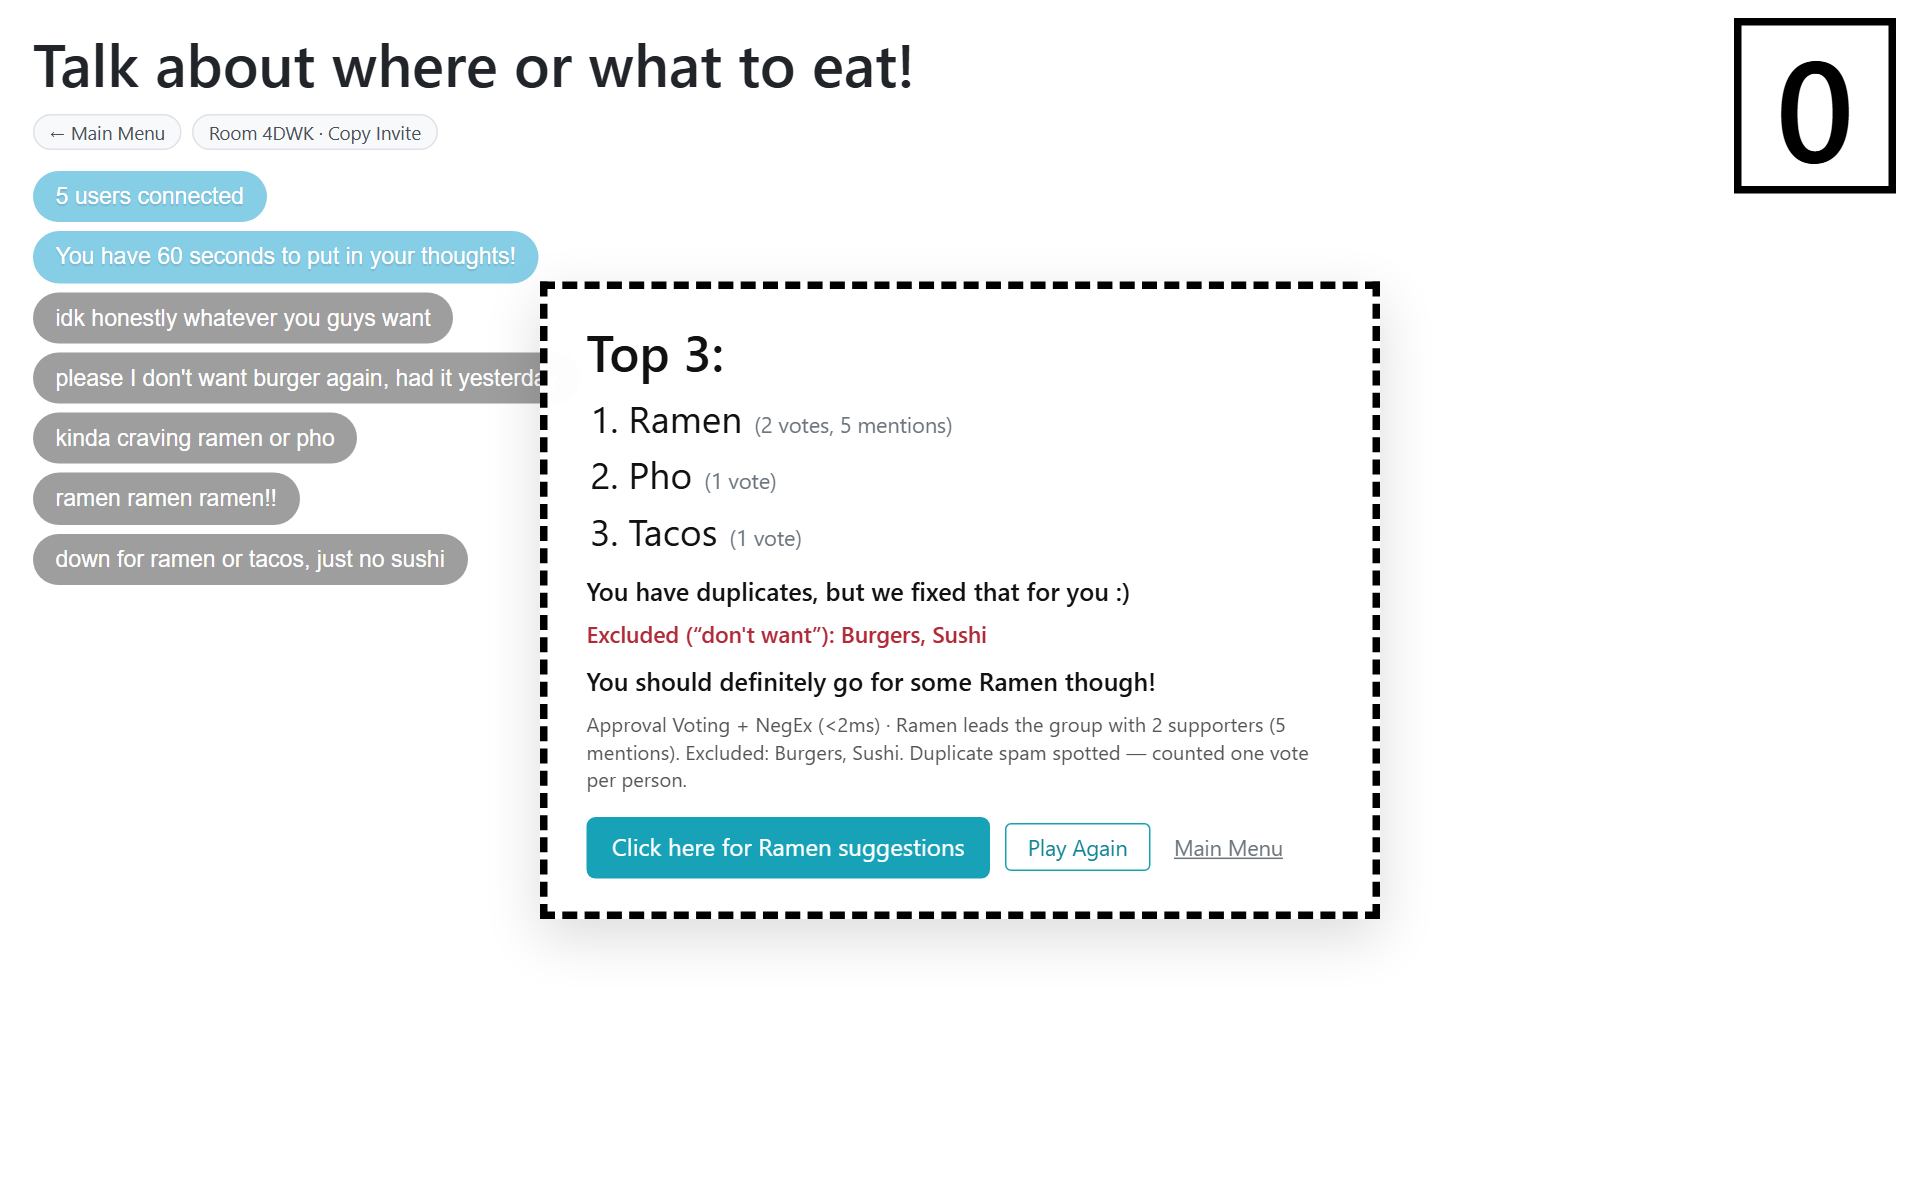 Talk about where or what to eat!
0
← Main Menu
Room 4DWK · Copy Invite
5 users connected
You have 60 seconds to put in your thoughts!
idk honestly whatever you guys want
please I don't want burger again, had it
kinda craving ramen or pho
ramen ramen ramen!!
down for ramen or tacos, just no sushi
Top 3:
1. Ramen (2 votes, 5 mentions)
2. Pho (1 vote)
3. Tacos (1 vote)
You have duplicates, but we fixed that for you :)
Excluded (“don't want”): Burgers, Sushi
You should definitely go for some Ramen though!
Approval Voting + NegEx (<2ms) · Ramen leads the group with 2 supporters (5
mentions). Excluded: Burgers, Sushi. Duplicate spam spotted — counted one vote
per person.
Click here for Ramen suggestions
Play Again
Main Menu